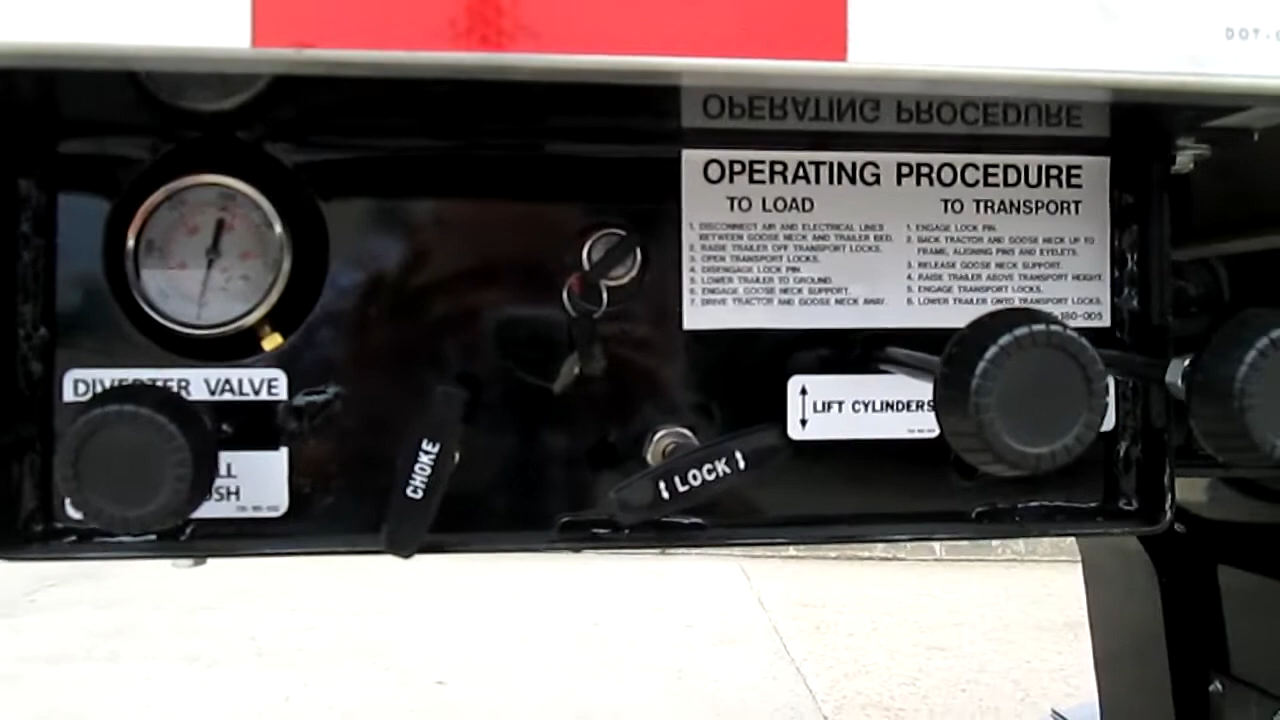 DOT-C
OPERATING PROCEDURE
OPERATING PROCEDURE
TO LOAD
1. DISCONNECT AIR AND ELECTRICAL LINES
BETWEEN GOOSE NECK AND TRAILER BED.
2. RAISE TRAILER OFF TRANSPORT LOCKS.
3. OPEN TRANSPORT LOCKS.
4. DISENGAGE LOCK PIN.
5. LOWER TRAILER TO GROUND.
6. ENGAGE GOOSE NECK SUPPORT.
7. DRIVE TRACTOR AND GOOSE NECK AWAY.
TO TRANSPORT
1. ENGAGE LOCK PIN.
2. BACK TRACTOR AND GOOSE NECK UP TO
FRAME, ALIGNING PINS AND EYELETS.
3. RELEASE GOOSE NECK SUPPORT.
4. RAISE TRAILER ABOVE TRANSPORT HEIGHT.
5. ENGAGE TRANSPORT LOCKS.
6. LOWER TRAILER ONTO TRANSPORT LOCKS.
-180-005
DIVERTER VALVE
LIFT CYLINDERS
CHOKE
LOCK